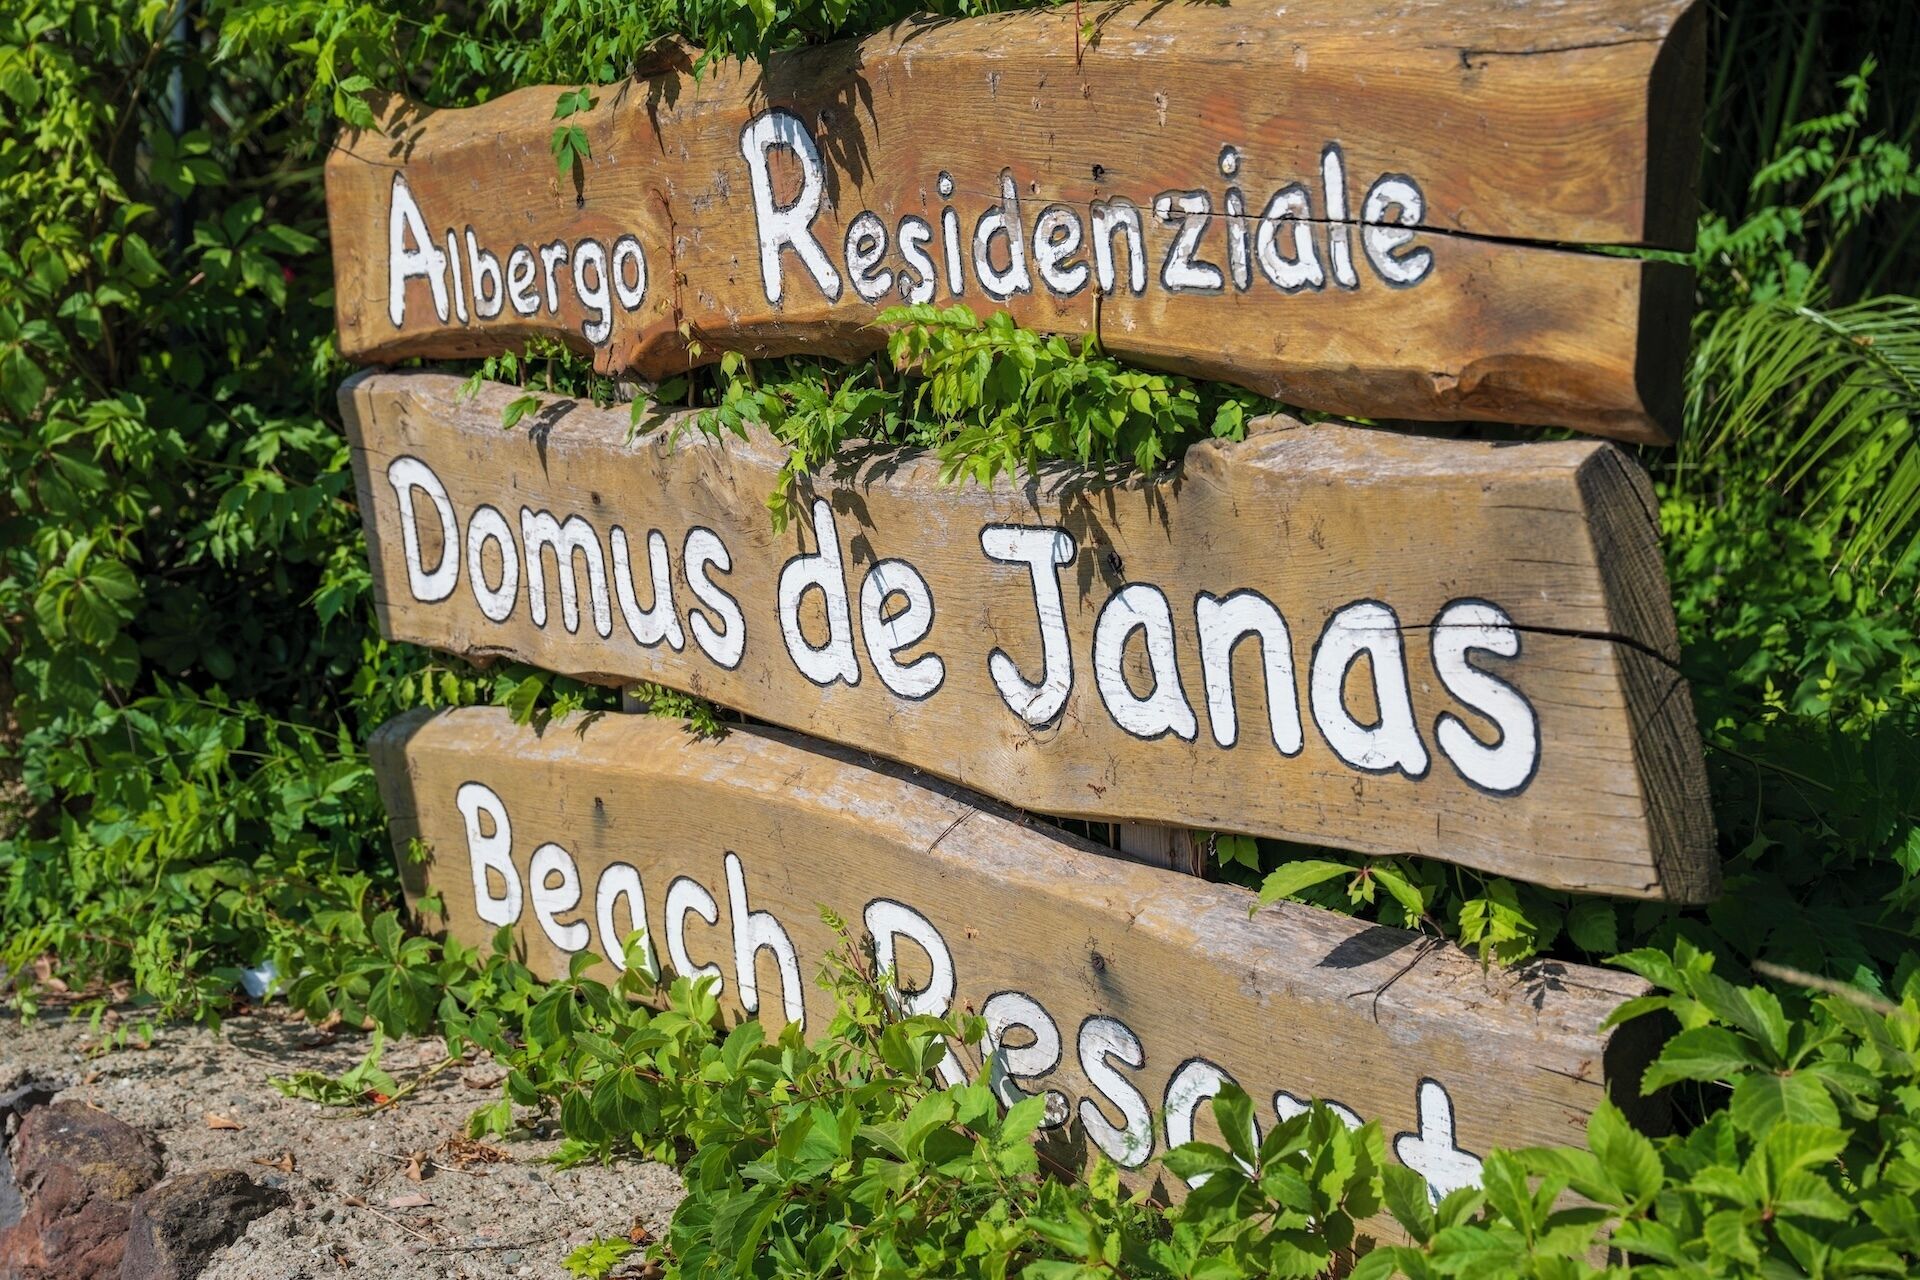 Albergo Residenziale
Domus de Janas
Beach Resort